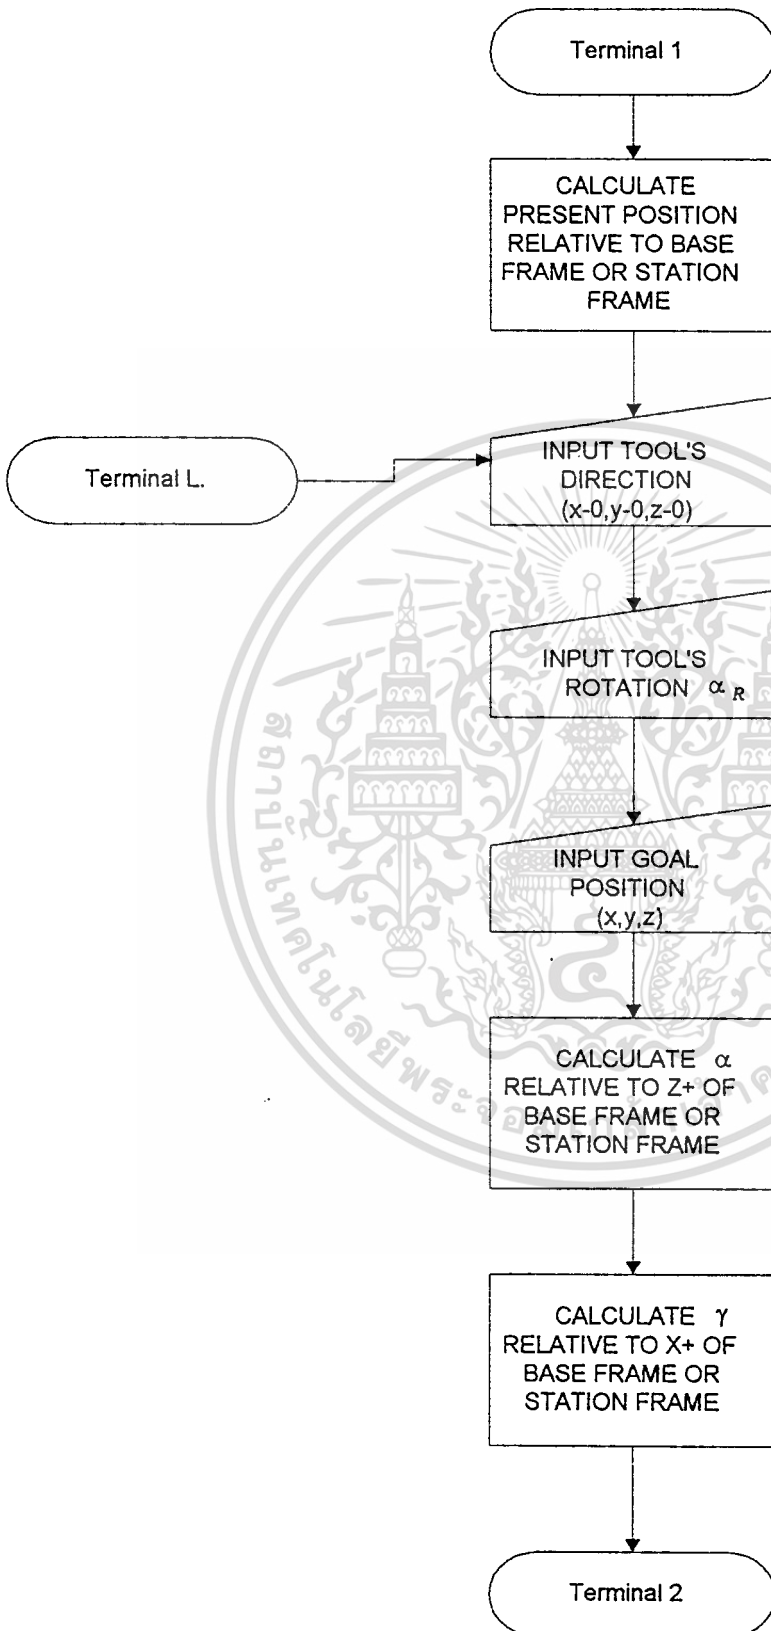 Terminal 1
CALCULATE
PRESENT POSITION
RELATIVE TO BASE
FRAME OR STATION
FRAME
Terminal L.
INPUT TOOL'S
DIRECTION
(x-0,y-0,z-0)
INPUT TOOL'S
ROTATION α R
INPUT GOAL
POSITION
(x,y,z)
CALCULATE α
RELATIVE TO Z+ OF
BASE FRAME OR
STATION FRAME
CALCULATE γ
RELATIVE TO X+ OF
BASE FRAME OR
STATION FRAME
Terminal 2